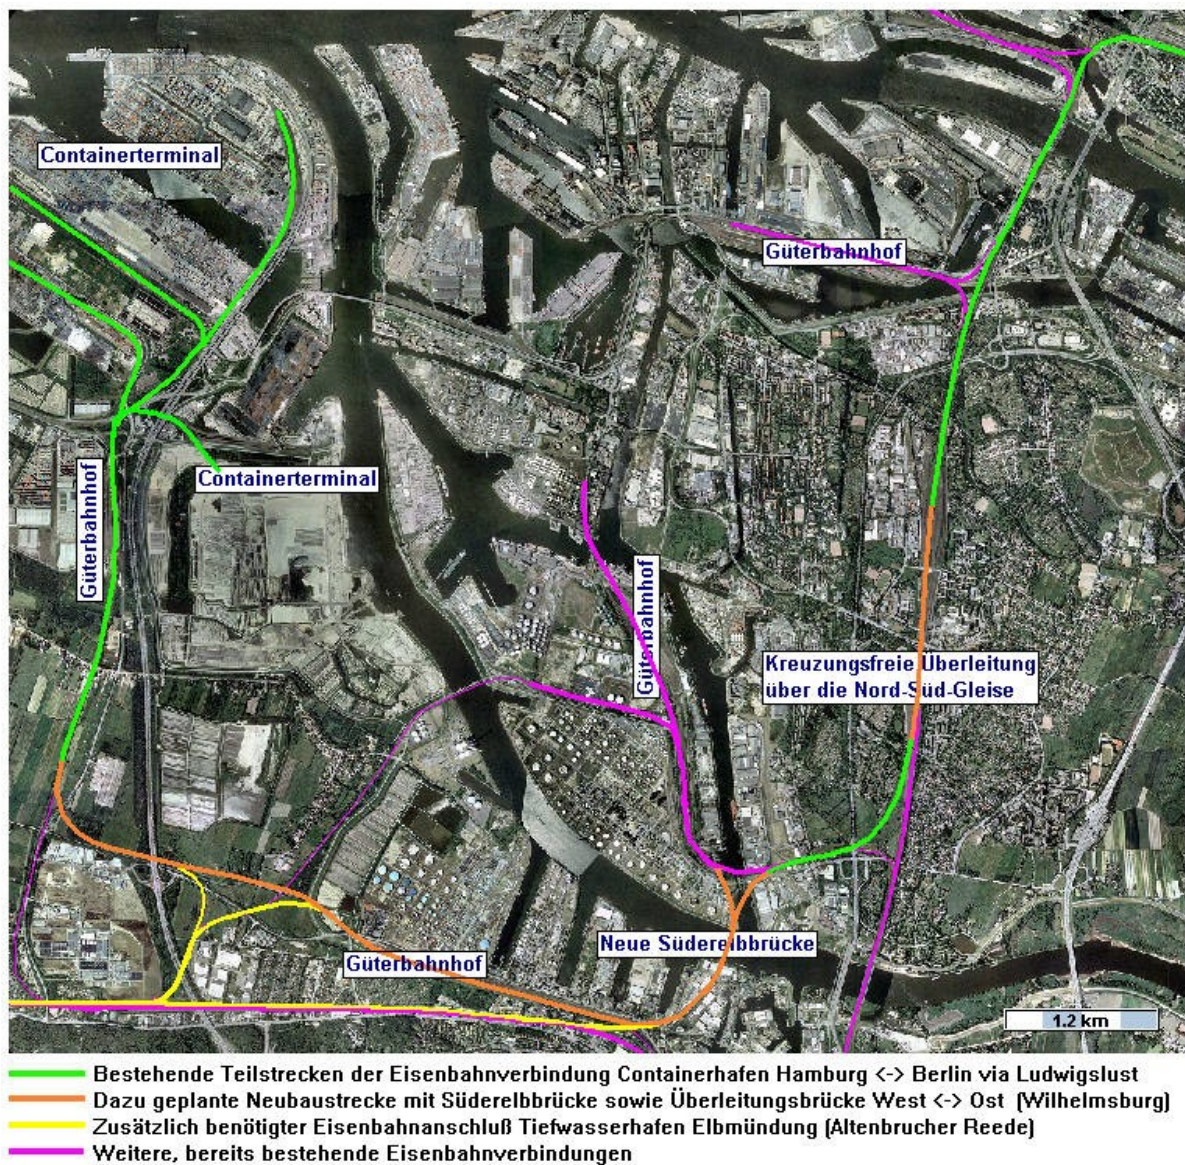 Containerterminal
Güterbahnhof
Containerterminal
Güterbahnhof
Güterbahnhof
Kreuzungsfreie Überleitung
über die Nord-Süd-Gleise
Neue Süderelbbrücke
Güterbahnhof
1.2 km
Bestehende Teilstrecken der Eisenbahnverbindung Containerhafen Hamburg <-> Berlin via Ludwigslust
Dazu geplante Neubaustrecke mit Süderelbbrücke sowie Überleitungsbrücke West <-> Ost (Wilhelmsburg)
Zusätzlich benötigter Eisenbahnanschluß Tiefwasserhafen Elbmündung (Altenbrucher Reede)
Weitere, bereits bestehende Eisenbahnverbindungen